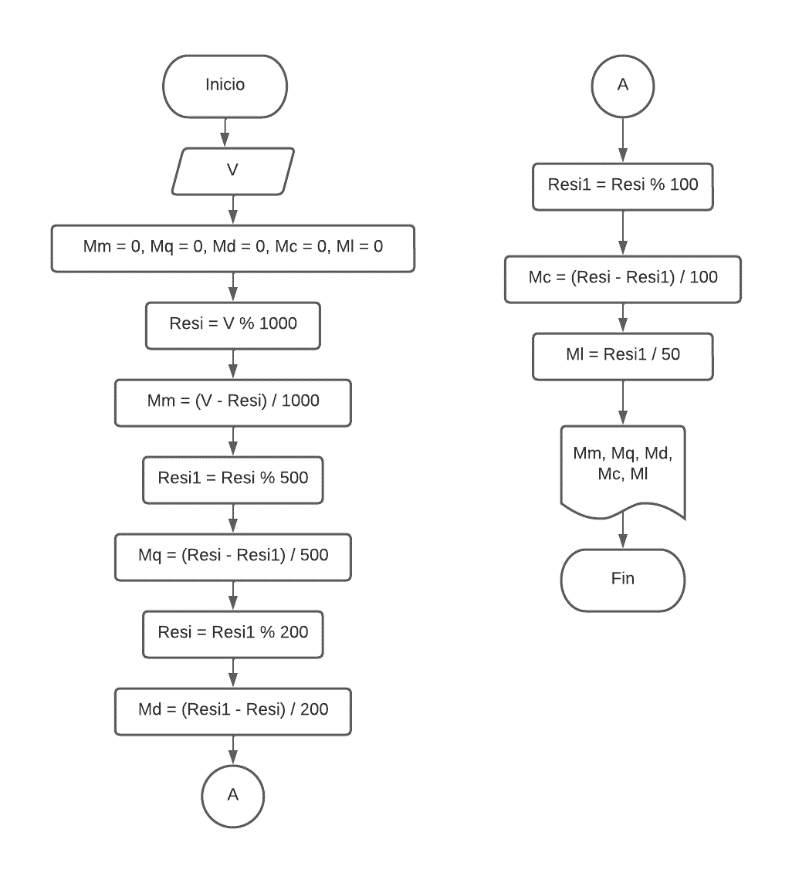 Inicio
V
Mm = 0, Mq = 0, Md = 0, Mc = 0, Ml = 0
Resi = V % 1000
Mm = (V - Resi) / 1000
Resi1 = Resi % 500
Mq = (Resi - Resi1) / 500
Resi = Resi1 % 200
Md = (Resi1 - Resi) / 200
A
A
Resi1 = Resi % 100
Mc = (Resi - Resi1) / 100
Ml = Resi1 / 50
Mm, Mq, Md,
Mc, Ml
Fin